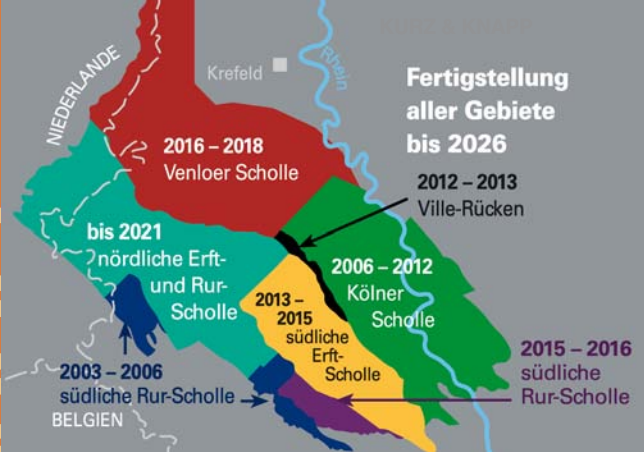 NIEDERLANDE
Krefeld
Rhein
Fertigstellung
aller Gebiete
bis 2026
2016 – 2018
Venloer Scholle
2012 – 2013
Ville-Rücken
bis 2021
nördliche Erft-
und Rur-
Scholle
2006 – 2012
Kölner
Scholle
2013 –
2015
südliche
Erft-
Scholle
2003 – 2006
südliche Rur-Scholle
BELGIEN
2015 – 2016
südliche
Rur-Scholle